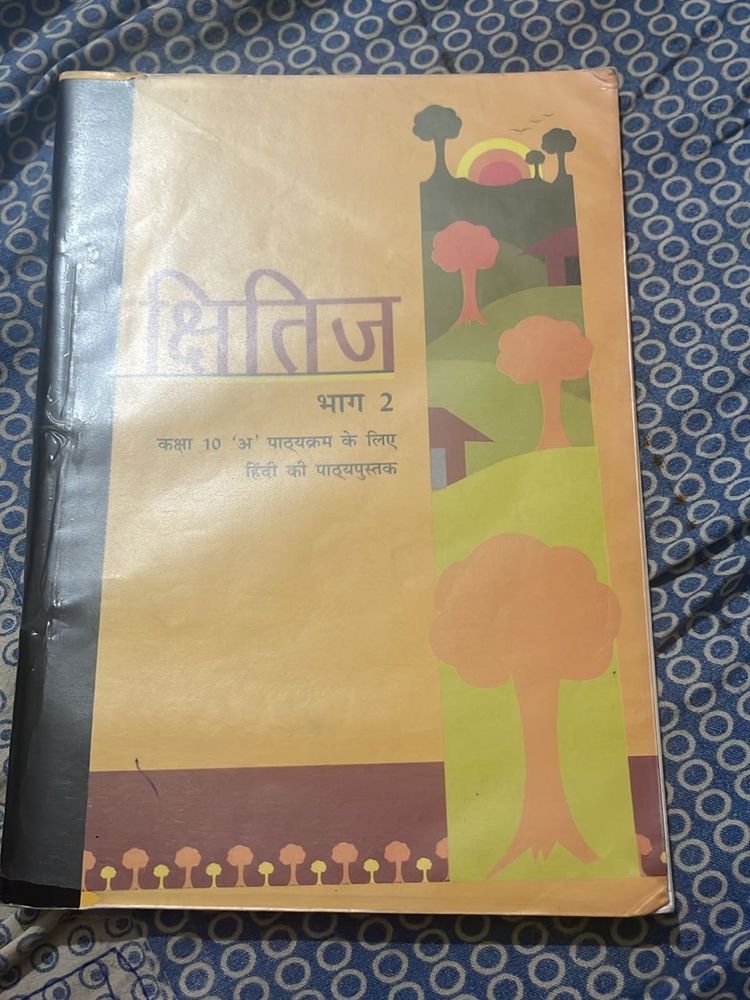 क्षितिज
भाग 2
कक्षा 10 'अ' पाठ्यक्रम के लिए
हिंदी की पाठ्यपुस्तक